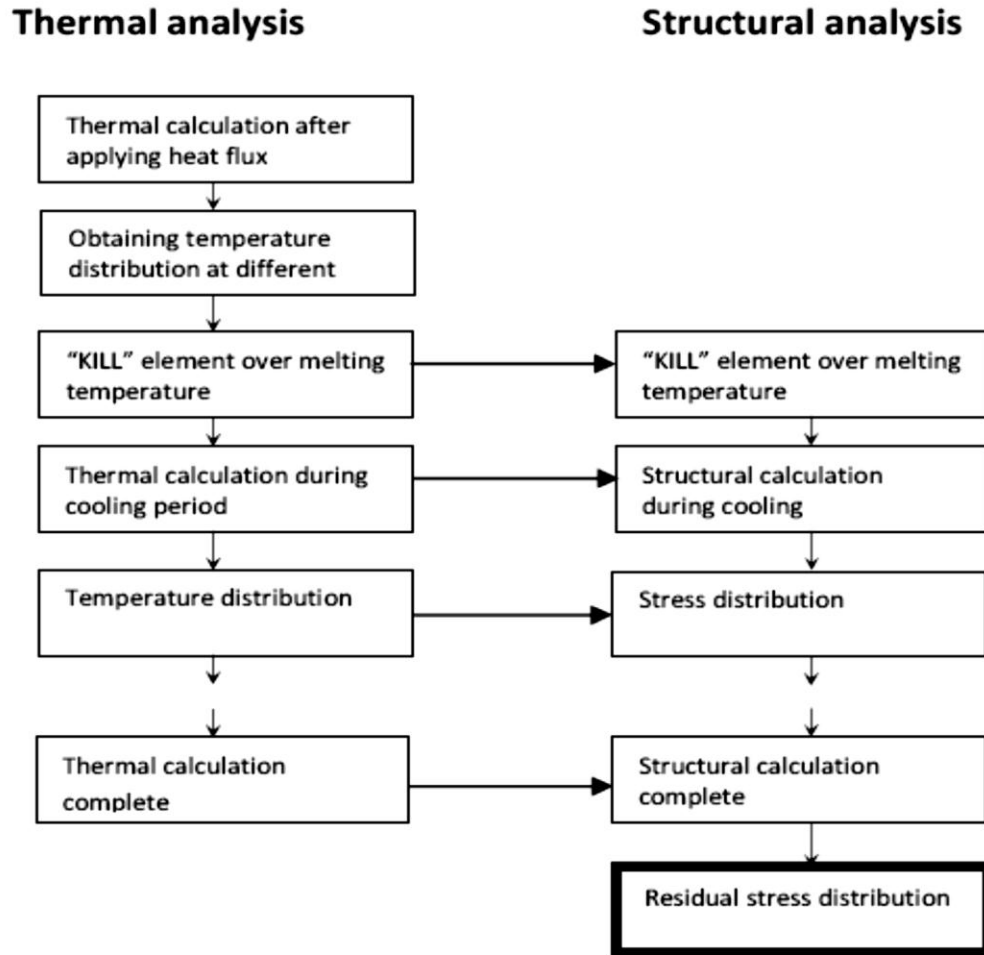 Thermal analysis
Structural analysis
Thermal calculation after
applying heat flux
Obtaining temperature
distribution at different
“KILL” element over melting
temperature
“KILL” element over melting
temperature
Thermal calculation during
cooling period
Structural calculation
during cooling
Temperature distribution
Stress distribution
Thermal calculation
complete
Structural calculation
complete
Residual stress distribution